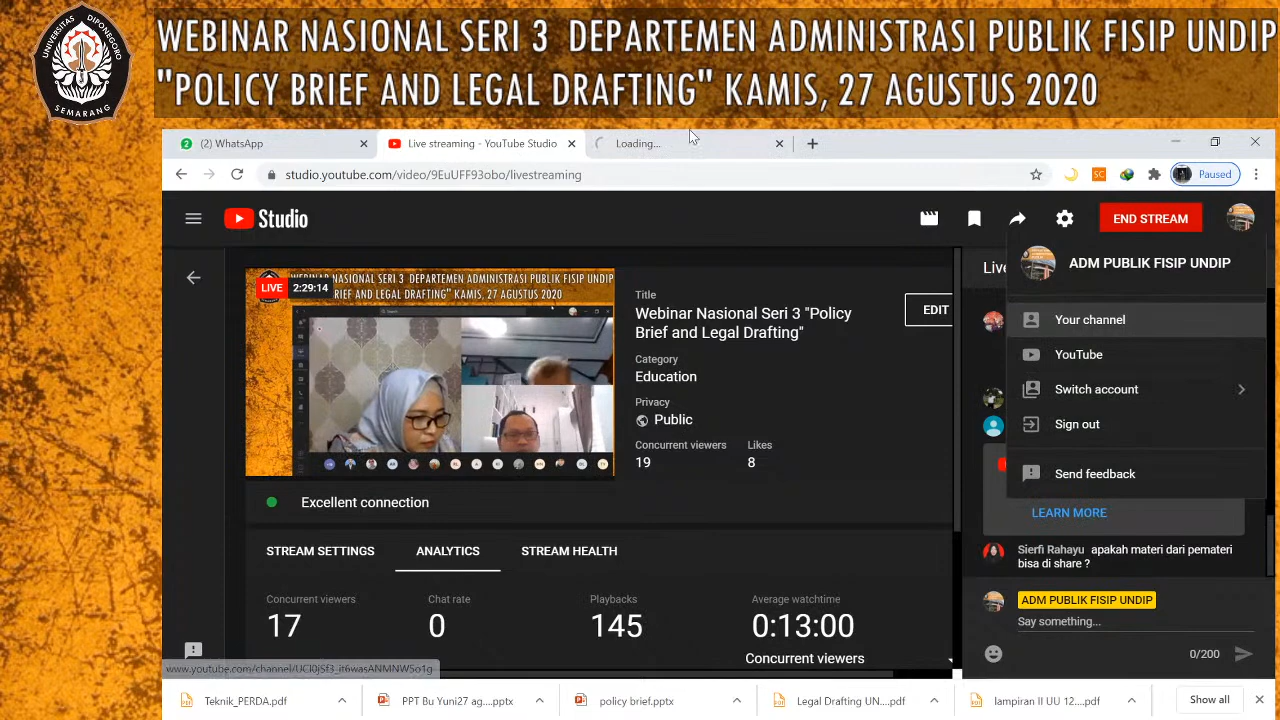 UNIVERSITAS DIPONEGORO
SEMARANG
WEBINAR NASIONAL SERI 3 DEPARTEMEN ADMINISTRASI PUBLIK FISIP UNDIP
"POLICY BRIEF AND LEGAL DRAFTING" KAMIS, 27 AGUSTUS 2020
2
(2) WhatsApp
Live streaming - YouTube Studio
Loading...
studio.youtube.com/video/9EuUFF93obo/livestreaming
SC
Paused
Studio
END STREAM
WEBINAR NASIONAL SERI 3 DEPARTEMEN ADMINISTRASI PUBLIK FISIP UNDIP
BRIEF AND LEGAL DRAFTING" KAMIS, 27 AGUSTUS 2020
LIVE 2:29:14
Title
Webinar Nasional Seri 3 "Policy
Brief and Legal Drafting"
EDIT
Category
Education
Privacy
Public
Concurrent viewers
19
Likes
8
Excellent connection
STREAM SETTINGS
ANALYTICS
STREAM HEALTH
Concurrent viewers
17
Chat rate
0
Playbacks
145
Average watchtime
0:13:00
Concurrent viewers
Live
ADM PUBLIK FISIP UNDIP
Your channel
YouTube
Switch account
Sign out
Send feedback
LEARN MORE
Sierfi Rahayu apakah materi dari pemateri
bisa di share ?
ADM PUBLIK FISIP UNDIP
Say something...
0/200
Teknik_PERDA.pdf
PPT Bu Yuni27 ag....pptx
policy brief.pptx
Legal Drafting UN....pdf
lampiran II UU 12....pdf
Show all